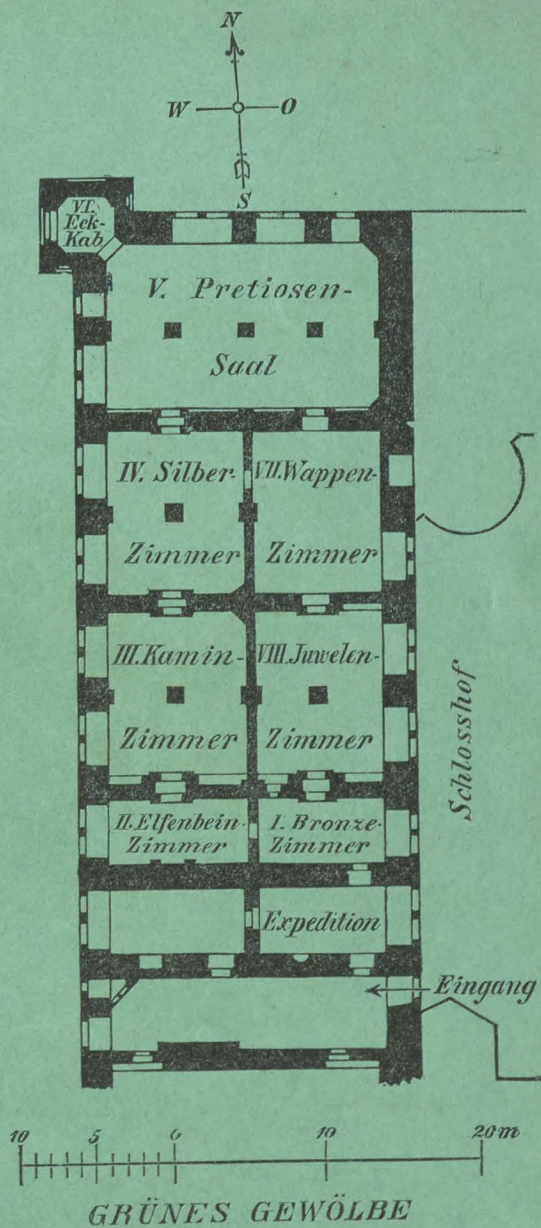 N
W O
S
VI.
Eck-
Kab.
V. Pretiosen-
Saal
IV. Silber-
Zimmer
VII. Wappen-
Zimmer
III. Kamin-
Zimmer
VIII. Juwelen-
Zimmer
Schlosshof
II. Elfenbein-
Zimmer
I. Bronze-
Zimmer
Expedition
Eingang
10 5 0 10 20 m
GRÜNES GEWÖLBE